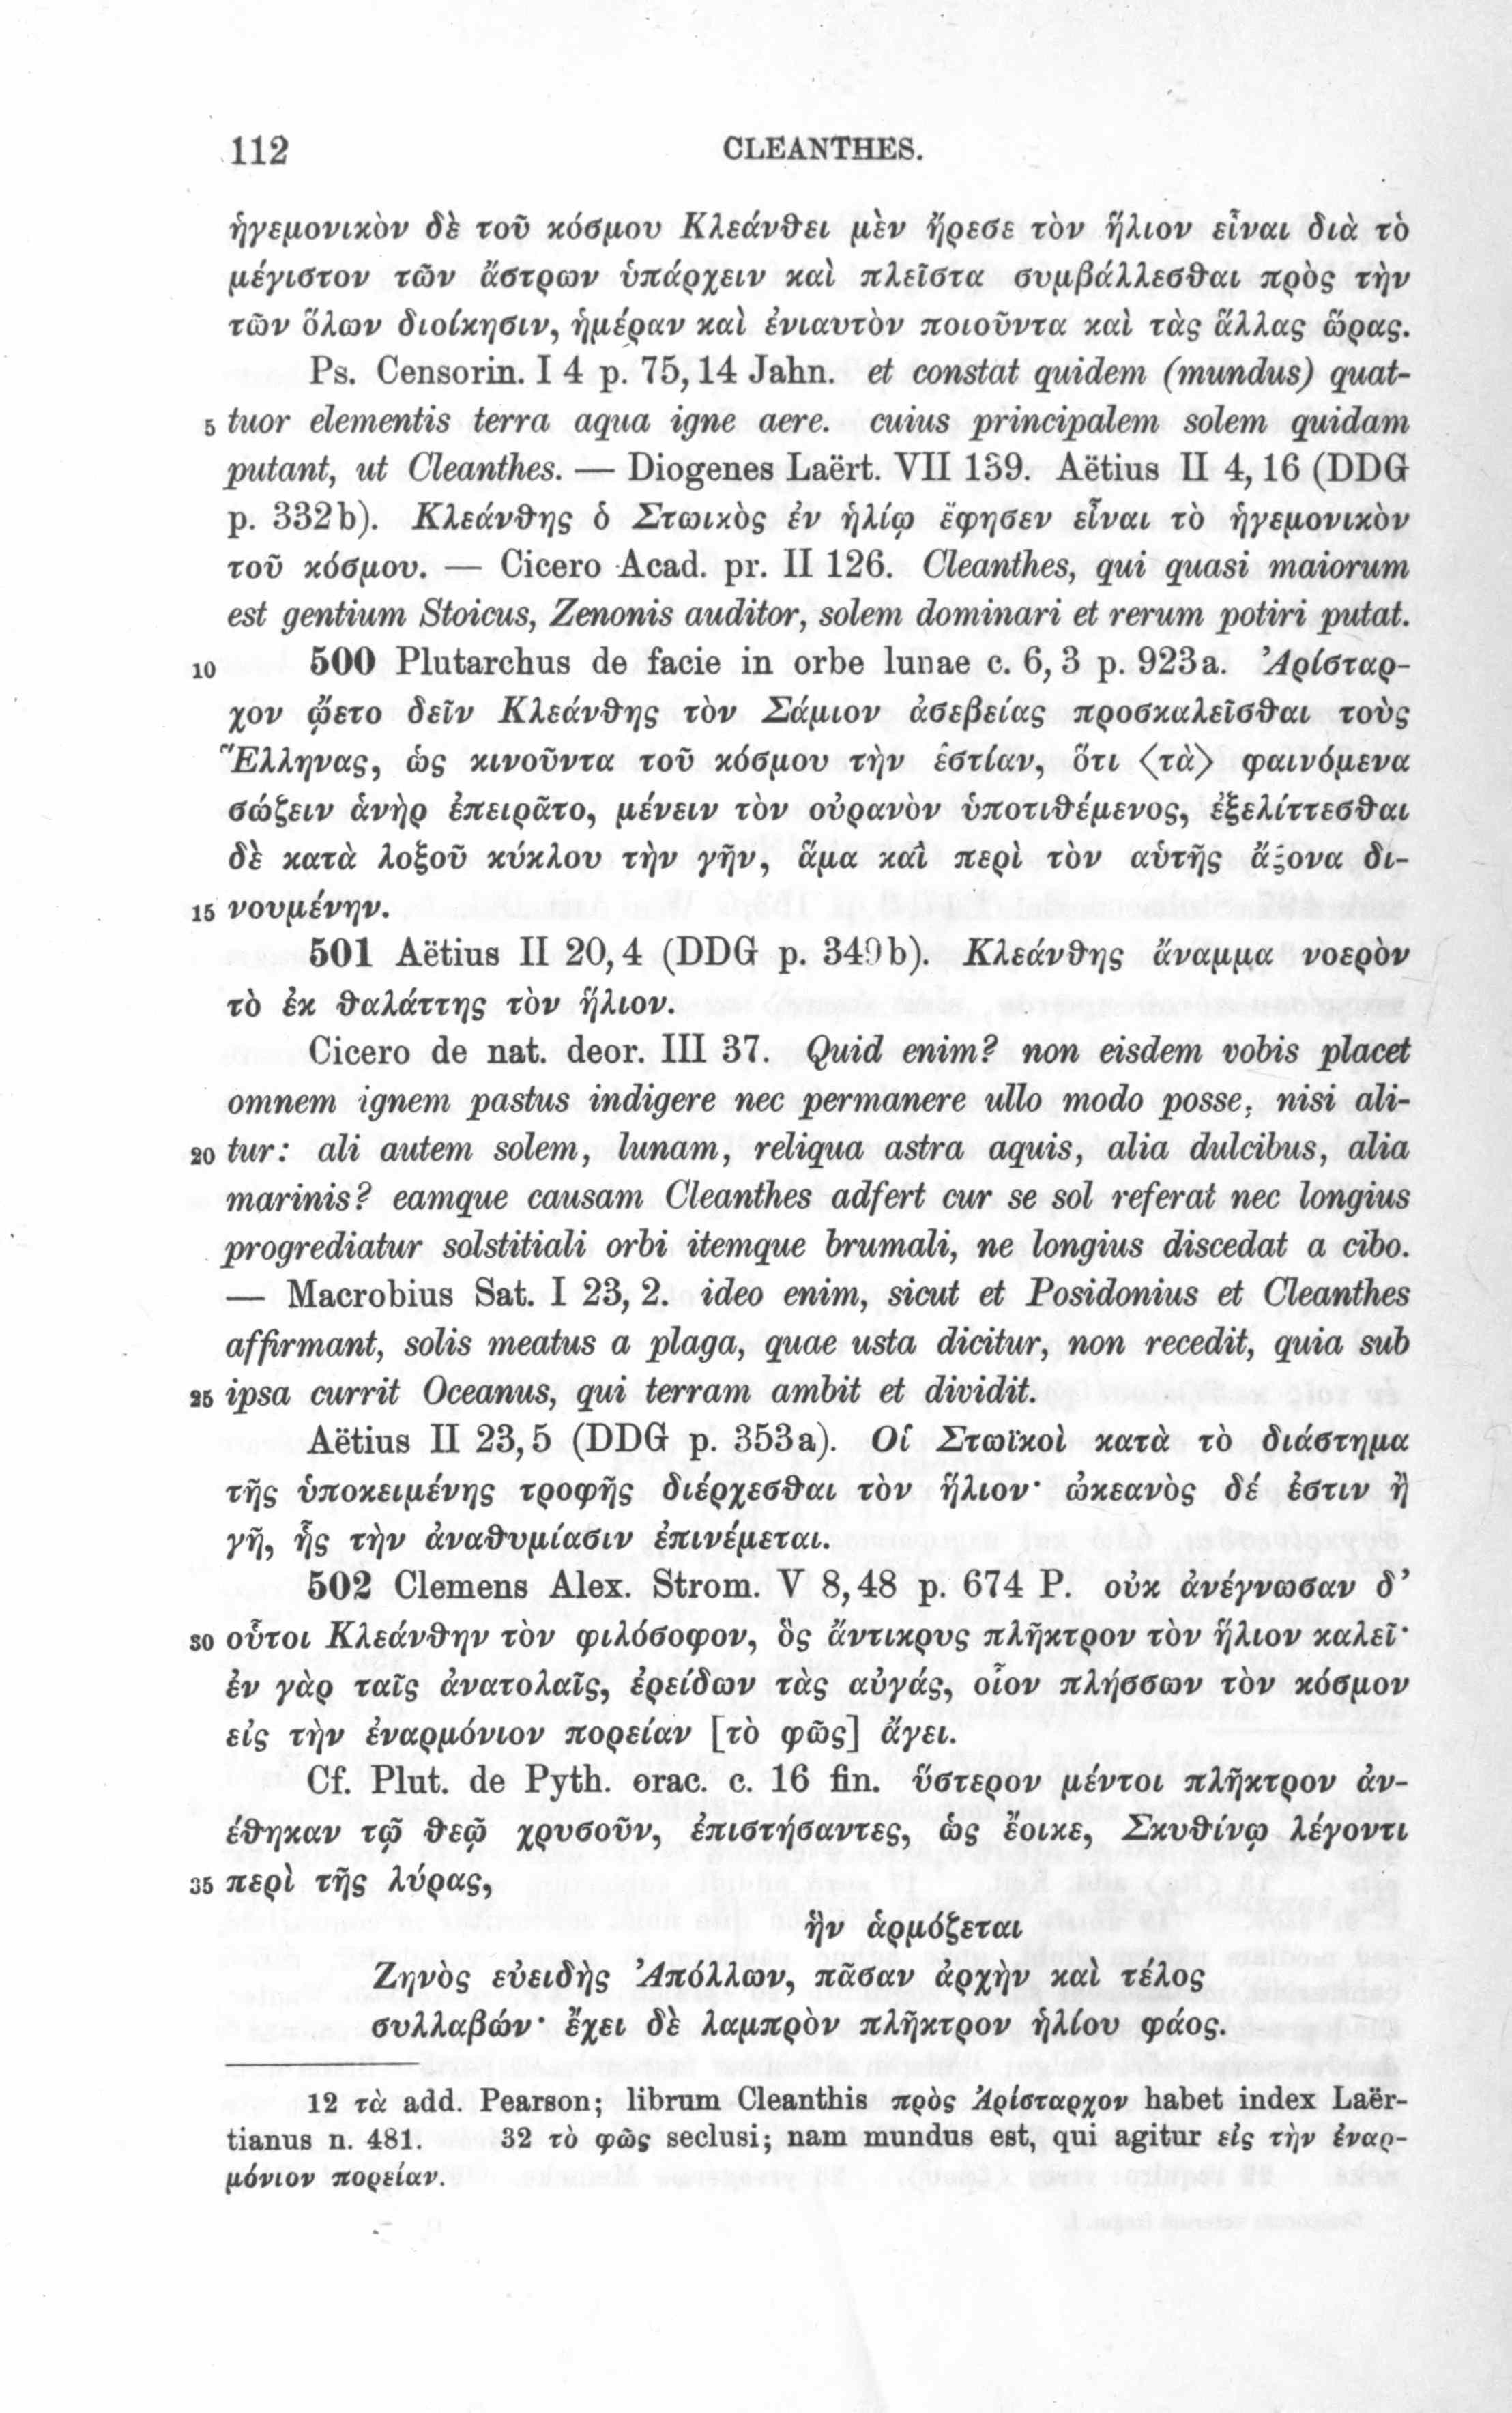 112 CLEANTHES.
ἡγεμονικὸν δὲ τοῦ κόσμου Κλεάνθει μὲν ἤρεσε τὸν ἥλιον εἶναι διὰ τὸ
μέγιστον τῶν ἄστρων ὑπάρχειν καὶ πλεῖστα συμβάλλεσθαι πρὸς τὴν
τῶν ὅλων διοίκησιν, ἡμέραν καὶ ἐνιαυτὸν ποιοῦντα καὶ τὰς ἄλλας ὥρας.
Ps. Censorin. I 4 p. 75,14 Jahn. et constat quidem (mundus) quat-
5 tuor elementis terra aqua igne aere. cuius principalem solem quidam
putant, ut Cleanthes. — Diogenes Laërt. VII 139. Aëtius II 4,16 (DDG
p. 332b). Κλεάνθης ὁ Στωικὸς ἐν ἡλίῳ ἔφησεν εἶναι τὸ ἡγεμονικὸν
τοῦ κόσμου. — Cicero Acad. pr. II 126. Cleanthes, qui quasi maiorum
est gentium Stoicus, Zenonis auditor, solem dominari et rerum potiri putat.
10 500 Plutarchus de facie in orbe lunae c. 6,3 p. 923a. Ἀρίσταρ-
χον ᾤετο δεῖν Κλεάνθης τὸν Σάμιον ἀσεβείας προσκαλεῖσθαι τοὺς
Ἕλληνας, ὡς κινοῦντα τοῦ κόσμου τὴν ἑστίαν, ὅτι ⟨τὰ⟩ φαινόμενα
σώζειν ἁνὴρ ἐπειρᾶτο, μένειν τὸν οὐρανὸν ὑποτιθέμενος, ἐξελίττεσθαι
δὲ κατὰ λοξοῦ κύκλου τὴν γῆν, ἅμα καὶ περὶ τὸν αὑτῆς ἄξονα δι-
15 νουμένην.
501 Aëtius II 20,4 (DDG p. 349b). Κλεάνθης ἄναμμα νοερὸν
τὸ ἐκ θαλάττης τὸν ἥλιον.
Cicero de nat. deor. III 37. Quid enim? non eisdem vobis placet
omnem ignem pastus indigere nec permanere ullo modo posse, nisi ali-
20 tur: ali autem solem, lunam, reliqua astra aquis, alia dulcibus, alia
marinis? eamque causam Cleanthes adfert cur se sol referat nec longius
progrediatur solstitiali orbi itemque brumali, ne longius discedat a cibo.
— Macrobius Sat. I 23, 2. ideo enim, sicut et Posidonius et Cleanthes
affirmant, solis meatus a plaga, quae usta dicitur, non recedit, quia sub
25 ipsa currit Oceanus, qui terram ambit et dividit.
Aëtius II 23,5 (DDG p. 353a). Οἱ Στωϊκοὶ κατὰ τὸ διάστημα
τῆς ὑποκειμένης τροφῆς διέρχεσθαι τὸν ἥλιον· ὠκεανὸς δέ ἐστιν ἢ
γῆ, ἧς τὴν ἀναθυμίασιν ἐπινέμεται.
502 Clemens Alex. Strom. V 8,48 p. 674 P. οὐκ ἀνέγνωσαν δ’
30 οὗτοι Κλεάνθην τὸν φιλόσοφον, ὃς ἄντικρυς πλῆκτρον τὸν ἥλιον καλεῖ·
ἐν γὰρ ταῖς ἀνατολαῖς, ἐρείδων τὰς αὐγάς, οἷον πλήσσων τὸν κόσμον
εἰς τὴν ἐναρμόνιον πορείαν [τὸ φῶς] ἄγει.
Cf. Plut. de Pyth. orac. c. 16 fin. ὕστερον μέντοι πλῆκτρον ἀν-
έθηκαν τῷ θεῷ χρυσοῦν, ἐπιστήσαντες, ὡς ἔοικε, Σκυθίνῳ λέγοντι
35 περὶ τῆς λύρας,
ἣν ἁρμόζεται
Ζηνὸς εὐειδὴς Ἀπόλλων, πᾶσαν ἀρχὴν καὶ τέλος
συλλαβών· ἔχει δὲ λαμπρὸν πλῆκτρον ἡλίου φάος.
12 τὰ add. Pearson; librum Cleanthis πρὸς Ἀρίσταρχον habet index Laër-
tianus n. 481. 32 τὸ φῶς seclusi; nam mundus est, qui agitur εἰς τὴν ἐναρ-
μόνιον πορείαν.